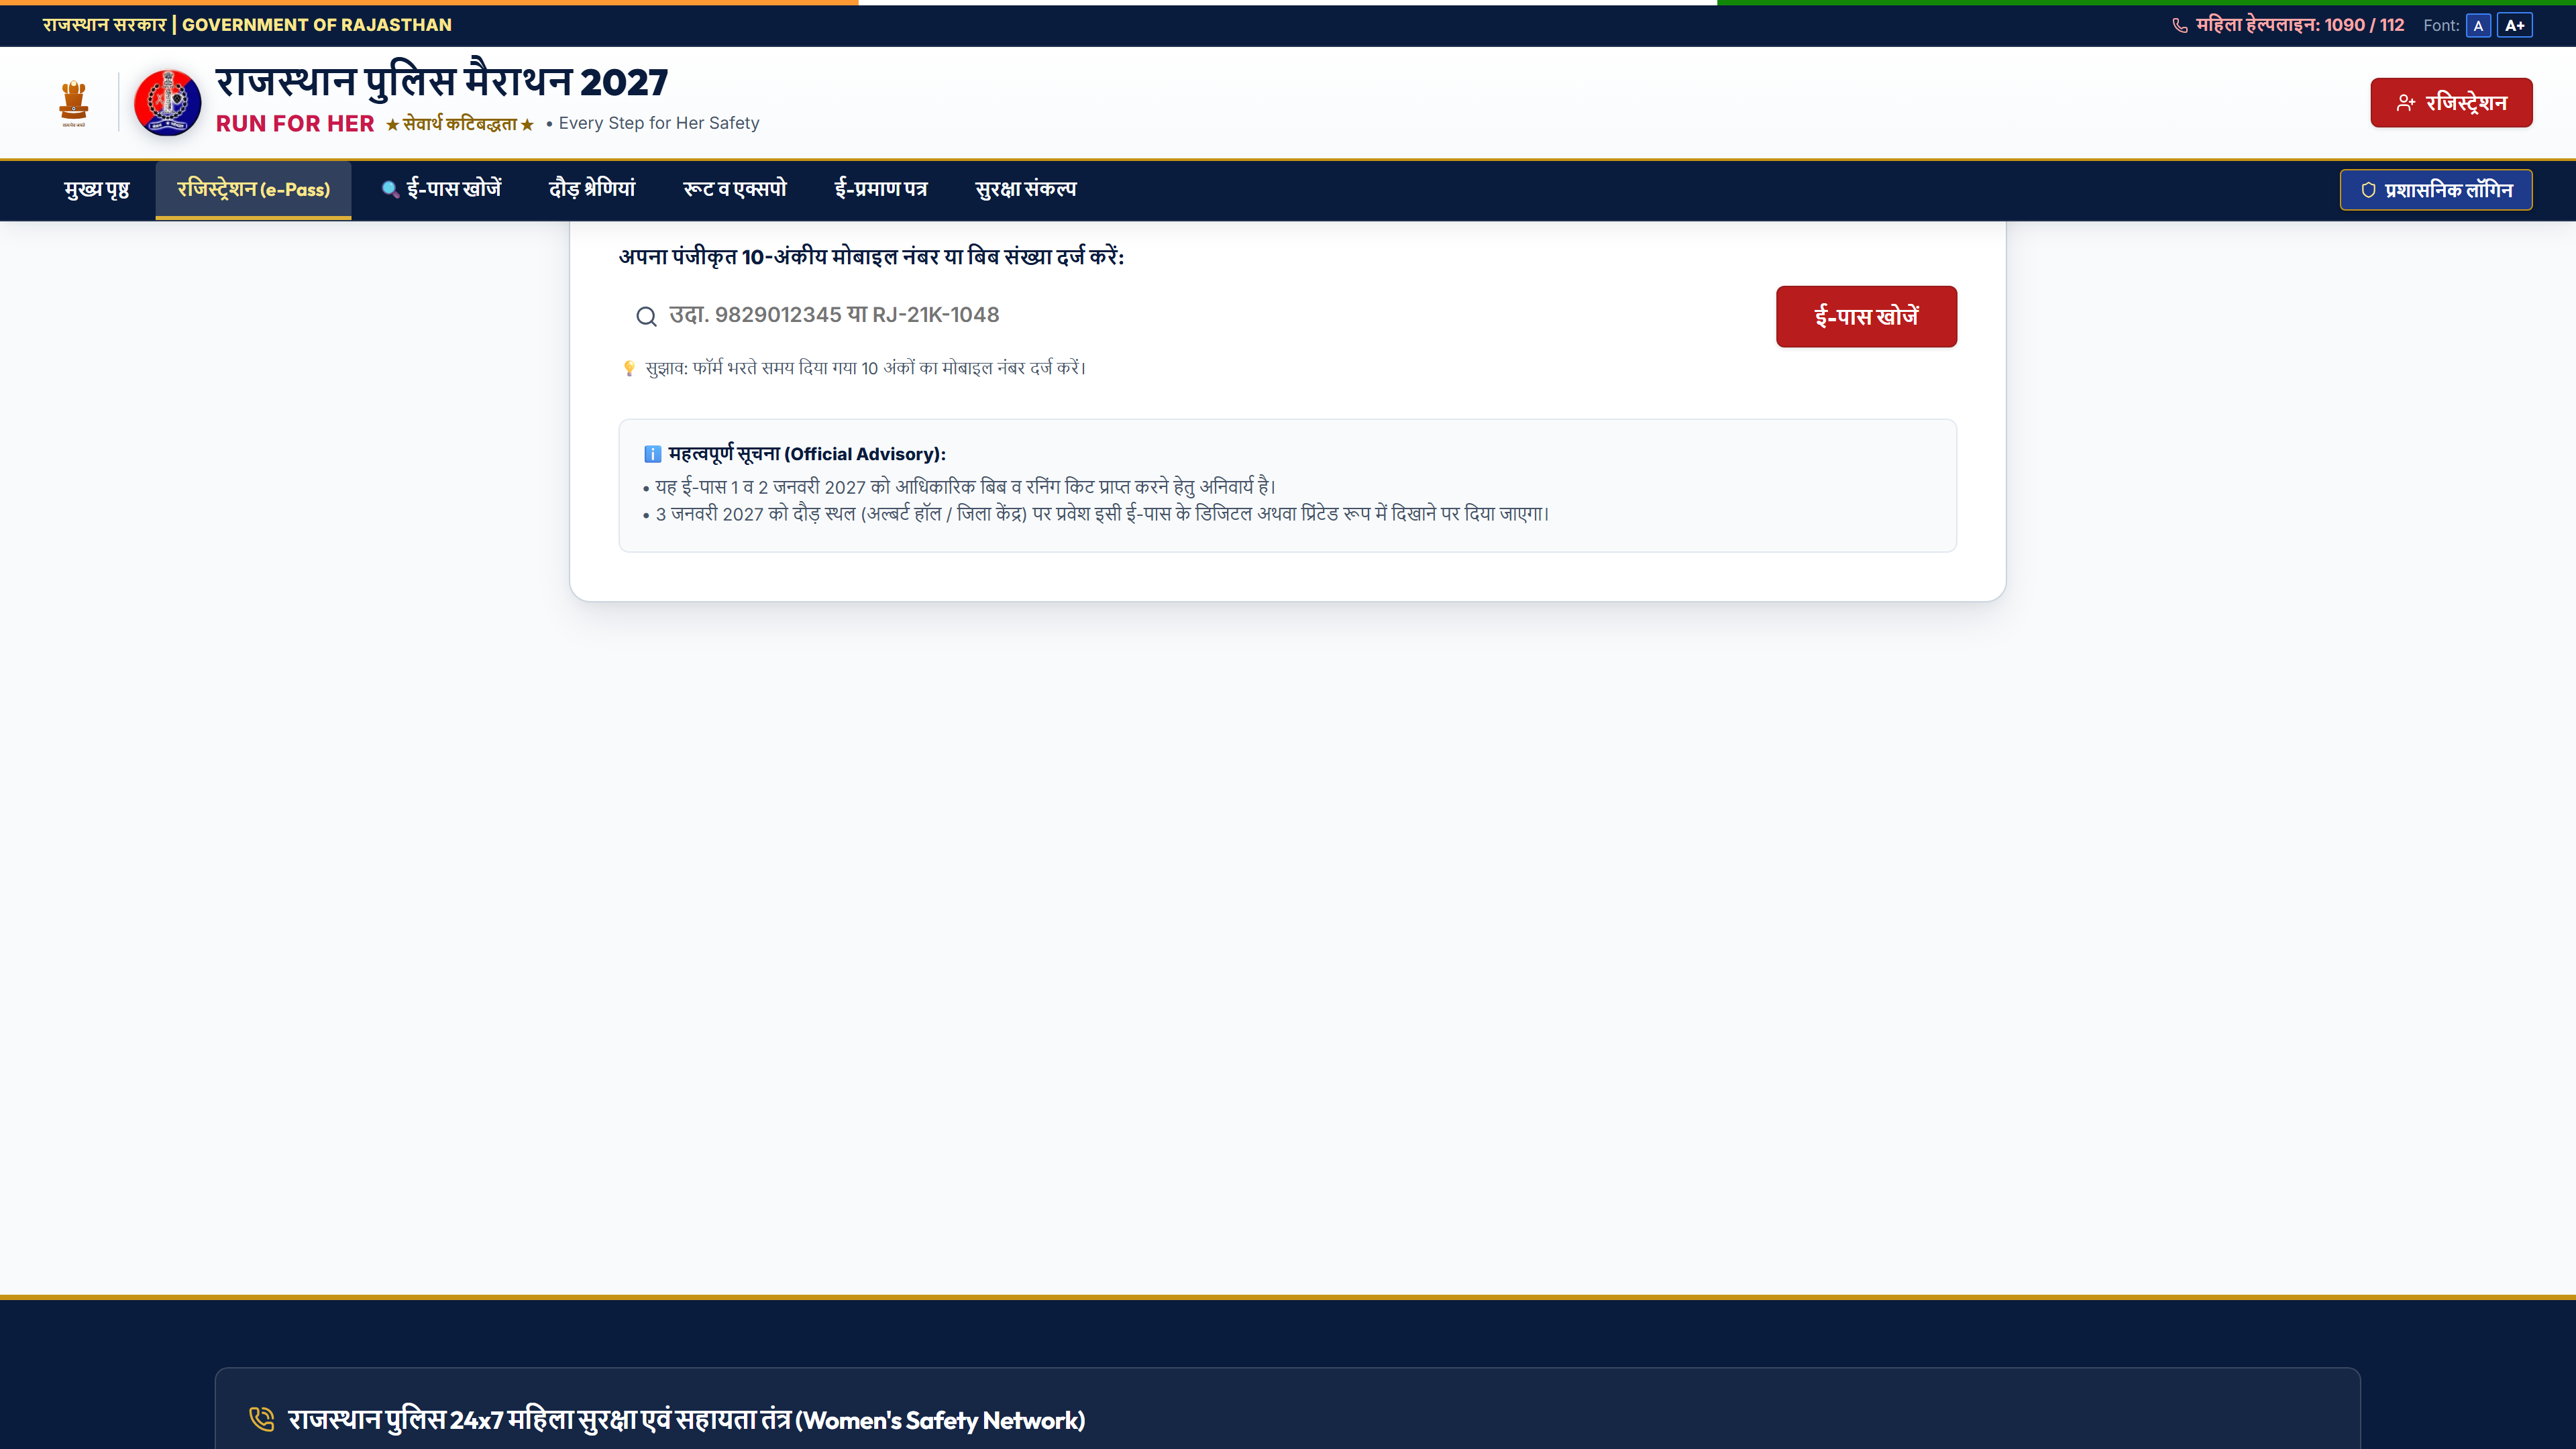 राजस्थान सरकार | GOVERNMENT OF RAJASTHAN
महिला हेल्पलाइन: 1090 / 112 Font: A A+
राजस्थान पुलिस मैराथन 2027
RUN FOR HER ★ सेवार्थ कटिबद्धता ★ • Every Step for Her Safety
रजिस्ट्रेशन
मुख्य पृष्ठ रजिस्ट्रेशन (e-Pass) ई-पास खोजें दौड़ श्रेणियां रूट व एक्सपो ई-प्रमाण पत्र सुरक्षा संकल्प प्रशासनिक लॉगिन
अपना पंजीकृत 10-अंकीय मोबाइल नंबर या बिब संख्या दर्ज करें:
उदा. 9829012345 या RJ-21K-1048
ई-पास खोजें
सुझाव: फॉर्म भरते समय दिया गया 10 अंकों का मोबाइल नंबर दर्ज करें।
महत्वपूर्ण सूचना (Official Advisory):
• यह ई-पास 1 व 2 जनवरी 2027 को आधिकारिक बिब व रनिंग किट प्राप्त करने हेतु अनिवार्य है।
• 3 जनवरी 2027 को दौड़ स्थल (अल्बर्ट हॉल / जिला केंद्र) पर प्रवेश इसी ई-पास के डिजिटल अथवा प्रिंटेड रूप में दिखाने पर दिया जाएगा।
राजस्थान पुलिस 24x7 महिला सुरक्षा एवं सहायता तंत्र (Women's Safety Network)